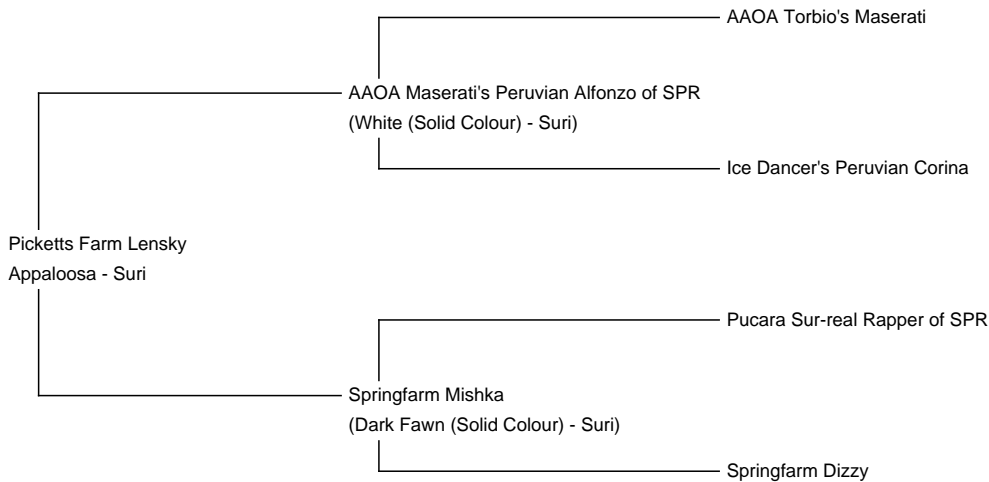 AAOA Torbio's Maserati
AAOA Maserati's Peruvian Alfonzo of SPR
(White (Solid Colour) - Suri)
Ice Dancer's Peruvian Corina
Picketts Farm Lensky
Appaloosa - Suri
Pucara Sur-real Rapper of SPR
Springfarm Mishka
(Dark Fawn (Solid Colour) - Suri)
Springfarm Dizzy